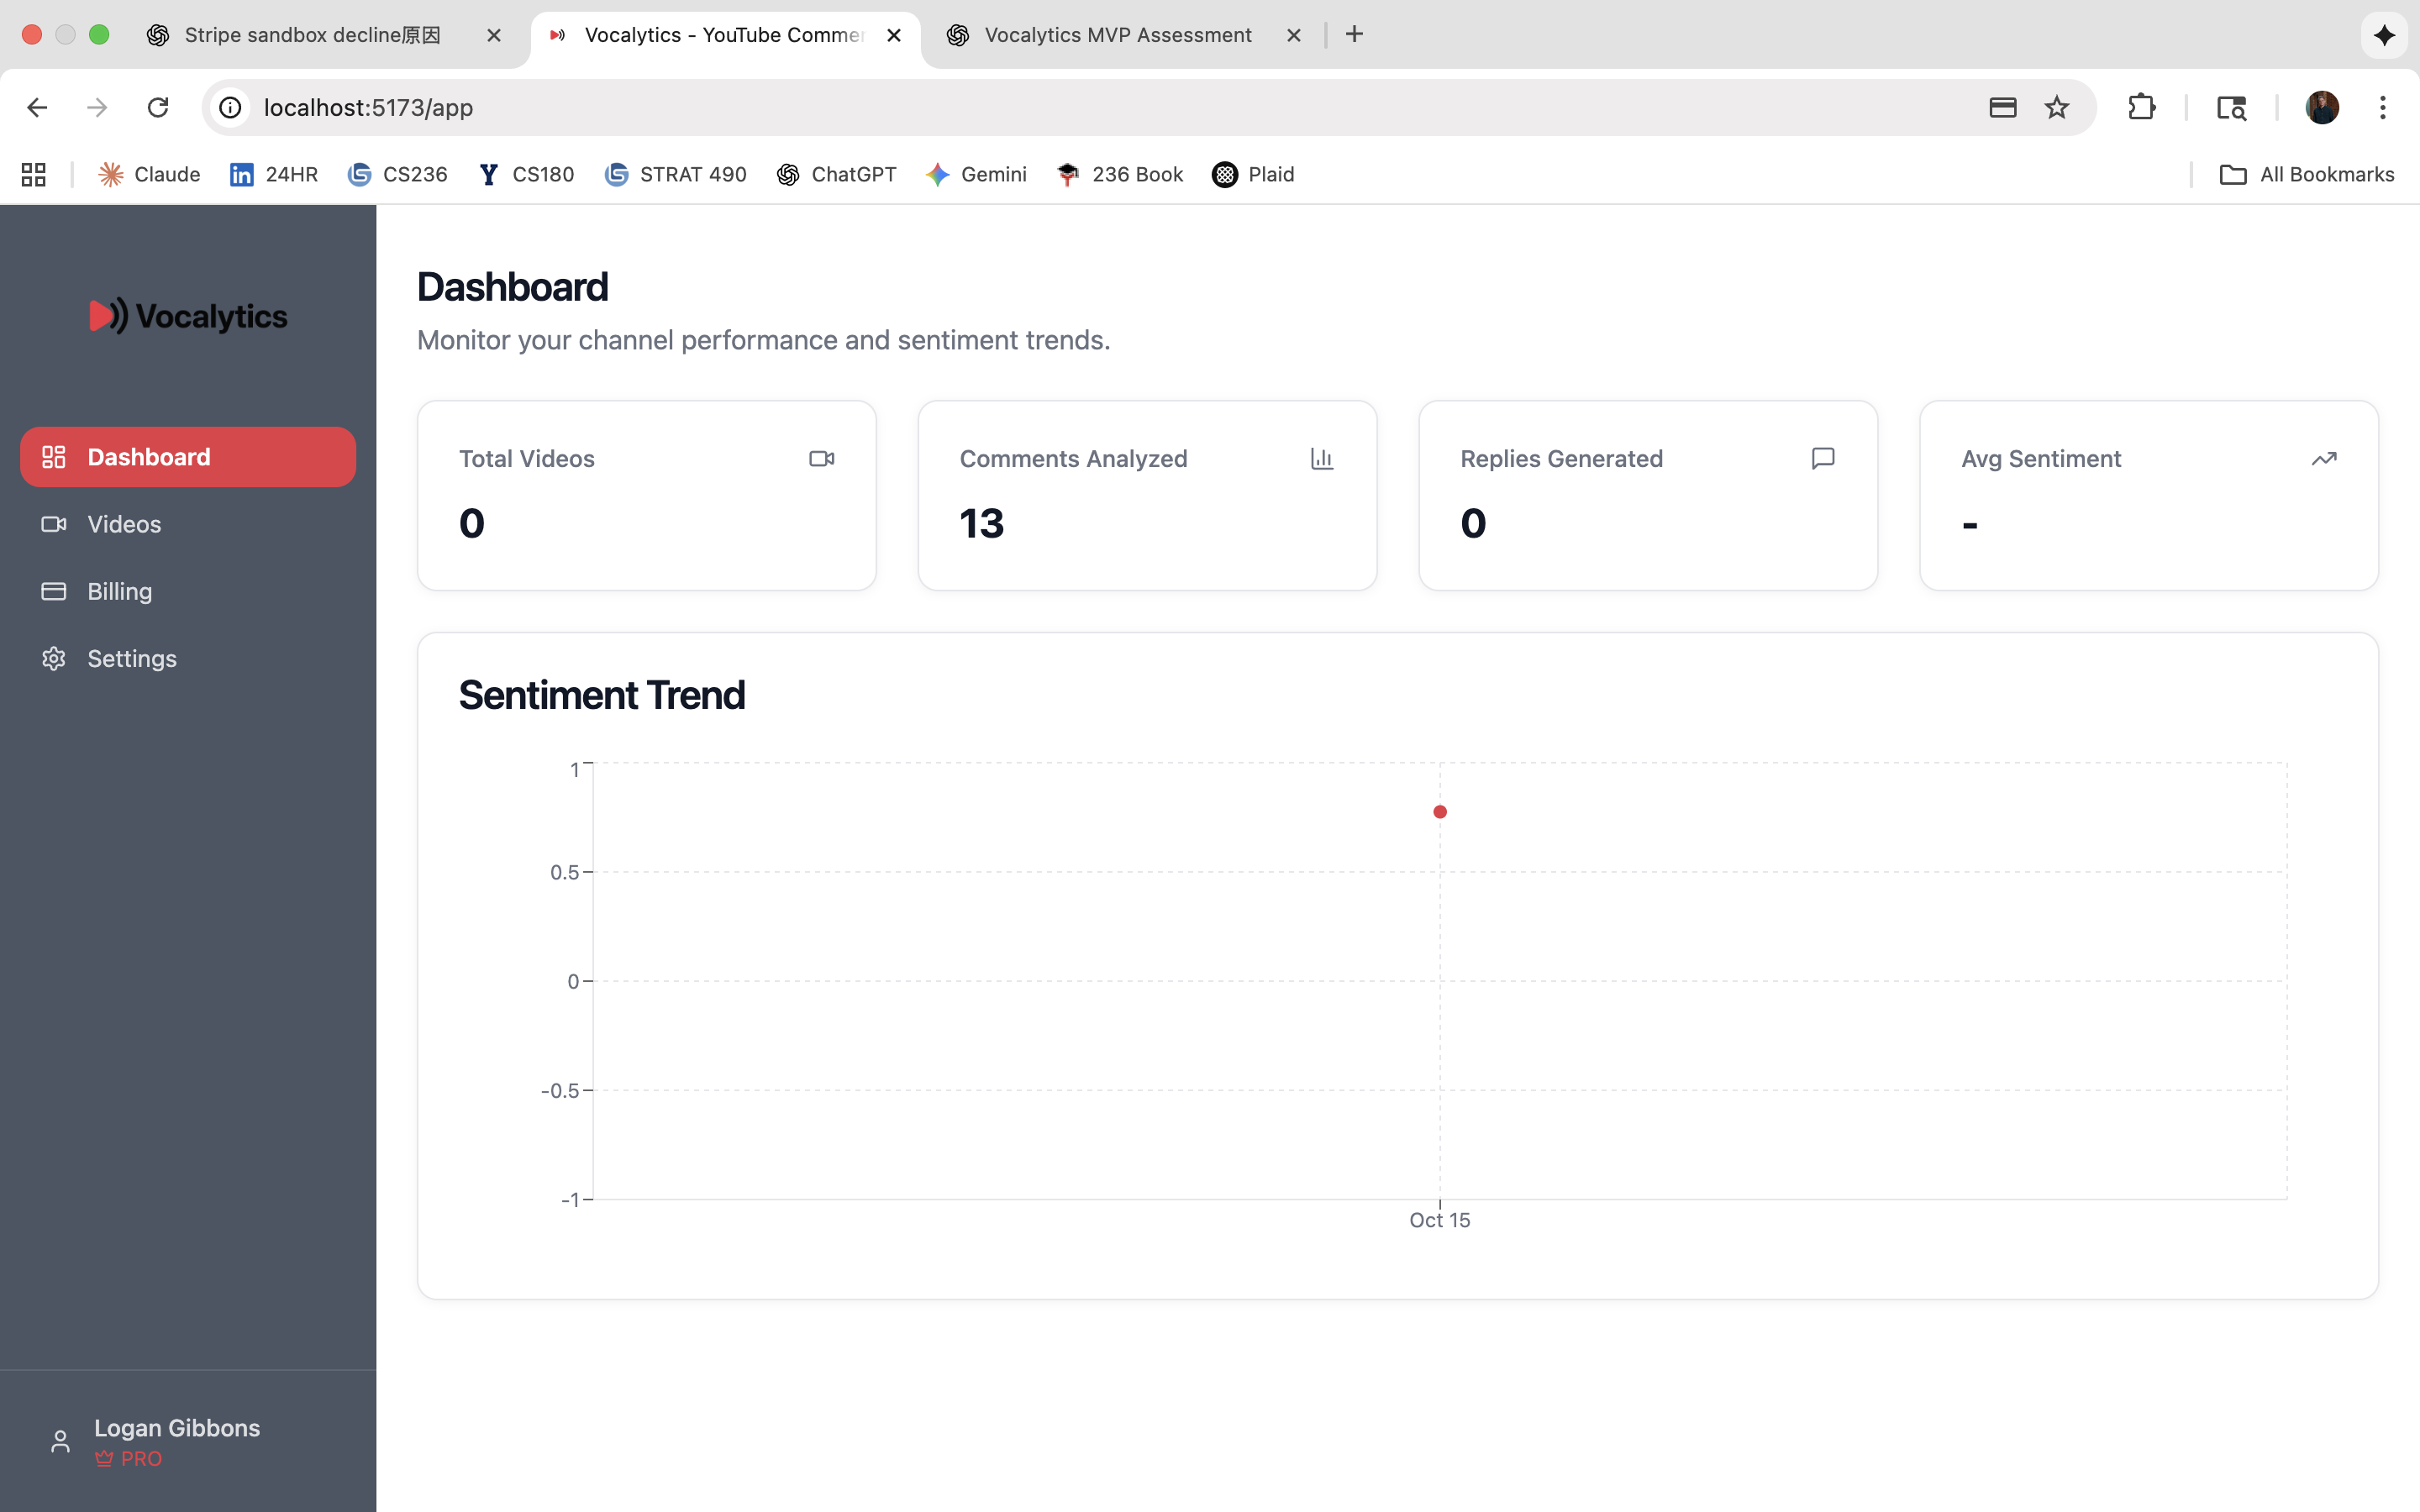 Stripe sandbox decline原因
Vocalytics - YouTube Comme
Vocalytics MVP Assessment
localhost:5173/app
Claude
24HR
CS236
CS180
STRAT 490
ChatGPT
Gemini
236 Book
Plaid
All Bookmarks
Vocalytics
Dashboard
Videos
Billing
Settings
Logan Gibbons
PRO
Dashboard
Monitor your channel performance and sentiment trends.
Total Videos
0
Comments Analyzed
13
Replies Generated
0
Avg Sentiment
-
Sentiment Trend
1
0.5
0
-0.5
-1
Oct 15